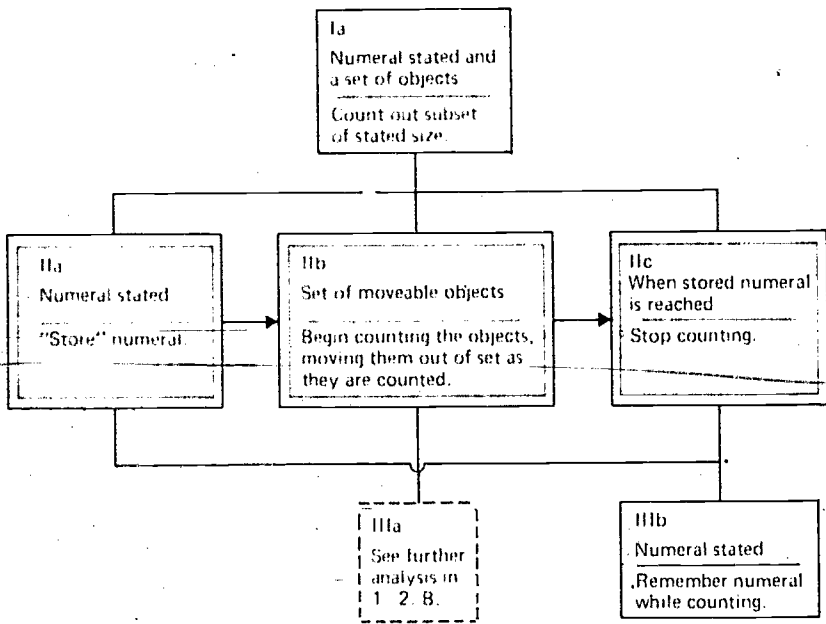 Ia
Numeral stated and
a set of objects
Count out subset
of stated size.
IIa
Numeral stated
"Store" numeral.
IIb
Set of moveable objects
Begin counting the objects,
moving them out of set as
they are counted.
IIc
When stored numeral
is reached
Stop counting.
IIIa
See further
analysis in
1 2. B.
IIIb
Numeral stated
Remember numeral
while counting.